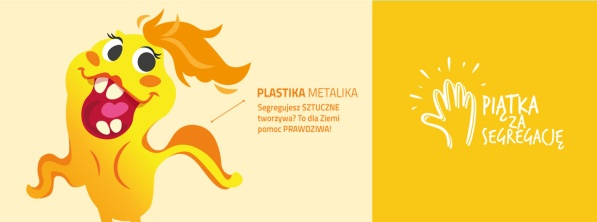 PLASTIKA METALIKA
Segregujesz SZTUCZNE
tworzywa? To dla Ziemi
pomoc PRAWDZIWA!
PIĄTKA
ZA
SEGREGACJĘ